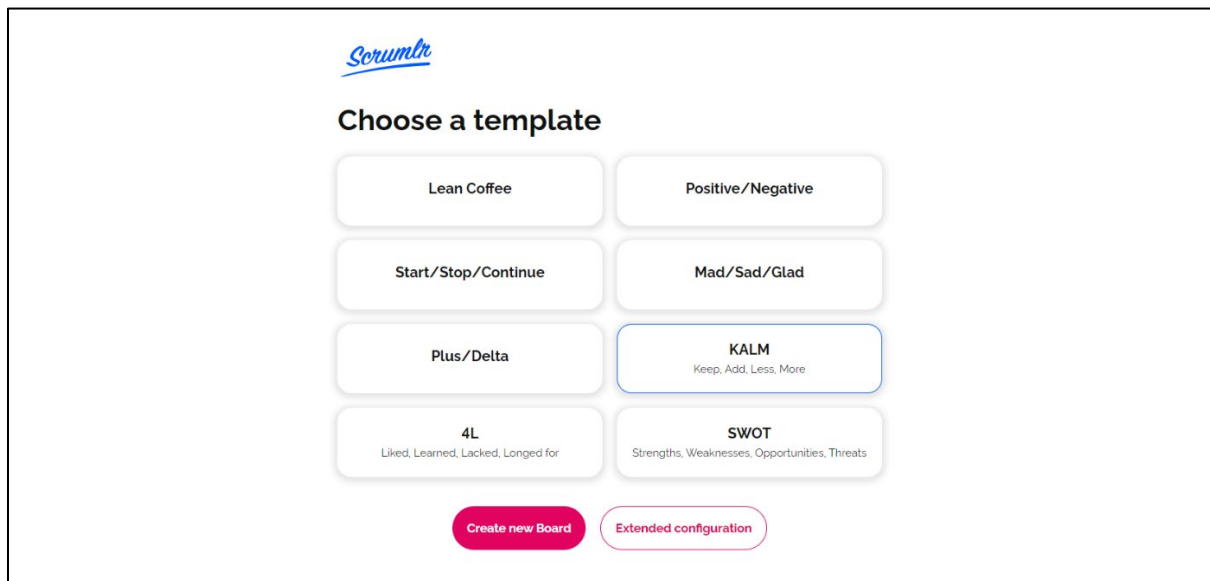 Scrumlr
Choose a template
Lean Coffee
Positive/Negative
Start/Stop/Continue
Mad/Sad/Glad
Plus/Delta
KALM
Keep, Add, Less, More
4L
Liked, Learned, Lacked, Longed for
SWOT
Strengths, Weaknesses, Opportunities, Threats
Create new Board
Extended configuration